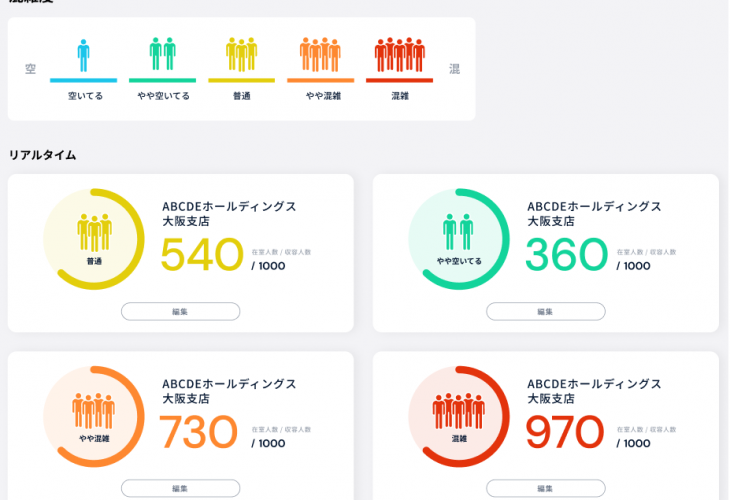 空
空いてる
やや空いてる
普通
やや混雑
混雑
混
リアルタイム
ABCDEホールディングス
大阪支店
普通
540
在室人数 / 収容人数
/ 1000
編集
ABCDEホールディングス
大阪支店
やや空いてる
360
在室人数 / 収容人数
/ 1000
編集
ABCDEホールディングス
大阪支店
やや混雑
730
在室人数 / 収容人数
/ 1000
編集
ABCDEホールディングス
大阪支店
混雑
970
在室人数 / 収容人数
/ 1000
編集